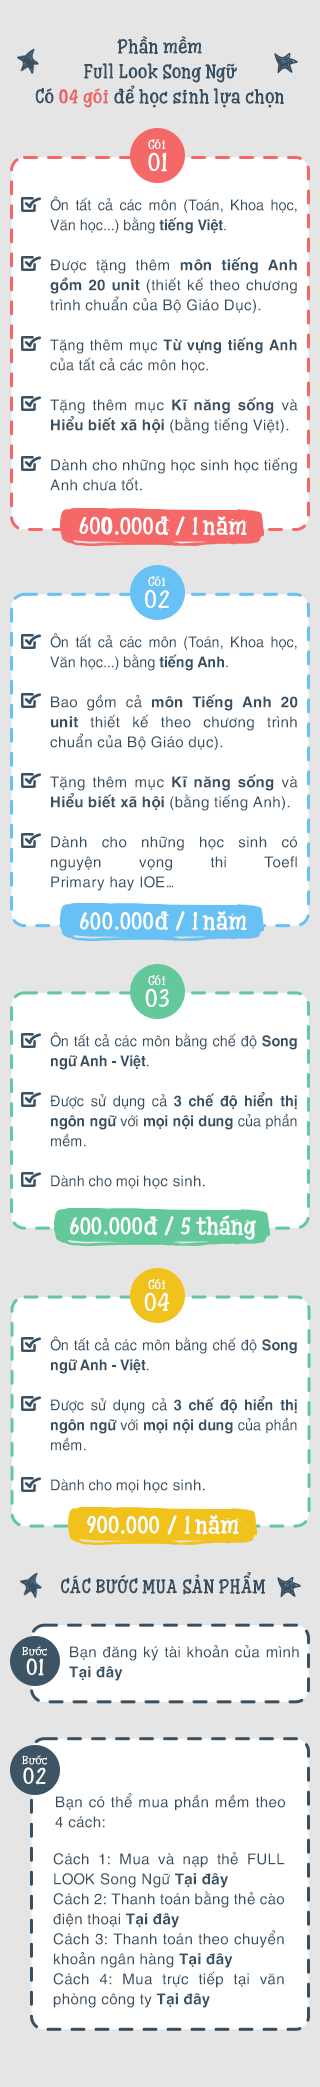 Phần mềm
Full Look Song Ngữ
Có 04 gói để học sinh lựa chọn
Gói
01
Ôn tất cả các môn (Toán, Khoa học,
Văn học...) bằng tiếng Việt.
Được tặng thêm môn tiếng Anh
gồm 20 unit (thiết kế theo chương
trình chuẩn của Bộ Giáo Dục).
Tặng thêm mục Từ vựng tiếng Anh
của tất cả các môn học.
Tặng thêm mục Kĩ năng sống và
Hiểu biết xã hội (bằng tiếng Việt).
Dành cho những học sinh học tiếng
Anh chưa tốt.
600.000đ / 1 năm
Gói
02
Ôn tất cả các môn (Toán, Khoa học,
Văn học...) bằng tiếng Anh.
Bao gồm cả môn Tiếng Anh 20
unit thiết kế theo chương trình
chuẩn của Bộ Giáo dục).
Tặng thêm mục Kĩ năng sống và
Hiểu biết xã hội (bằng tiếng Anh).
Dành cho những học sinh có
nguyện vọng thi Toefl
Primary hay IOE...
600.000đ / 1 năm
Gói
03
Ôn tất cả các môn bằng chế độ Song
ngữ Anh - Việt.
Được sử dụng cả 3 chế độ hiển thị
ngôn ngữ với mọi nội dung của phần
mềm.
Dành cho mọi học sinh.
600.000đ / 5 tháng
Gói
04
Ôn tất cả các môn bằng chế độ Song
ngữ Anh - Việt.
Được sử dụng cả 3 chế độ hiển thị
ngôn ngữ với mọi nội dung của phần
mềm.
Dành cho mọi học sinh.
900.000 / 1 năm
CÁC BƯỚC MUA SẢN PHẨM
Bước
01
Bạn đăng ký tài khoản của mình
Tại đây
Bước
02
Bạn có thể mua phần mềm theo
4 cách:
Cách 1: Mua và nạp thẻ FULL
LOOK Song Ngữ Tại đây
Cách 2: Thanh toán bằng thẻ cào
điện thoại Tại đây
Cách 3: Thanh toán theo chuyển
khoản ngân hàng Tại đây
Cách 4: Mua trực tiếp tại văn
phòng công ty Tại đây